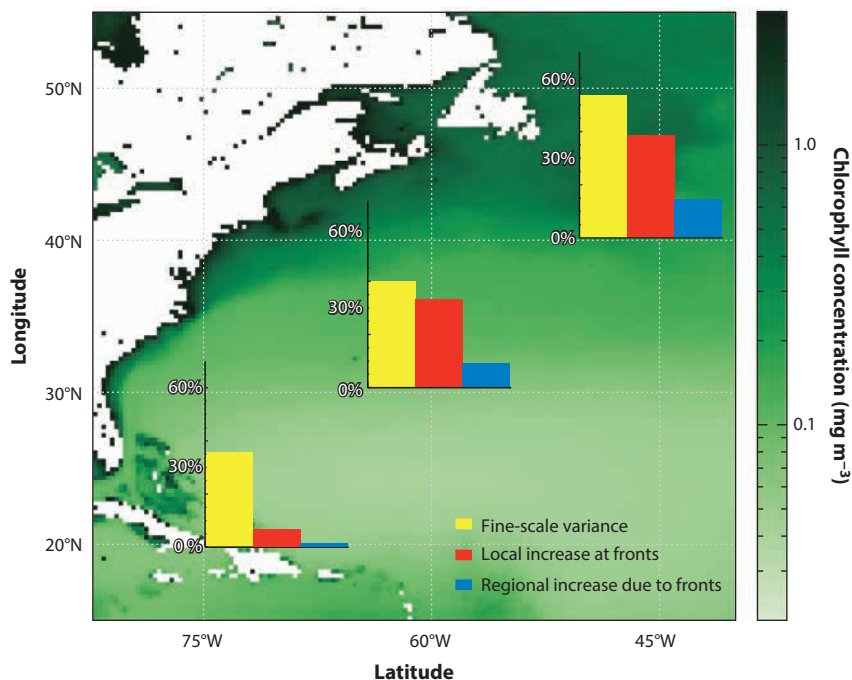 50°N
40°N
30°N
20°N
Longitude
75°W
60°W
45°W
Latitude
60%
30%
0%
60%
30%
0%
60%
30%
0%
Fine-scale variance
Local increase at fronts
Regional increase due to fronts
1.0
0.1
Chlorophyll concentration (mg m⁻³)